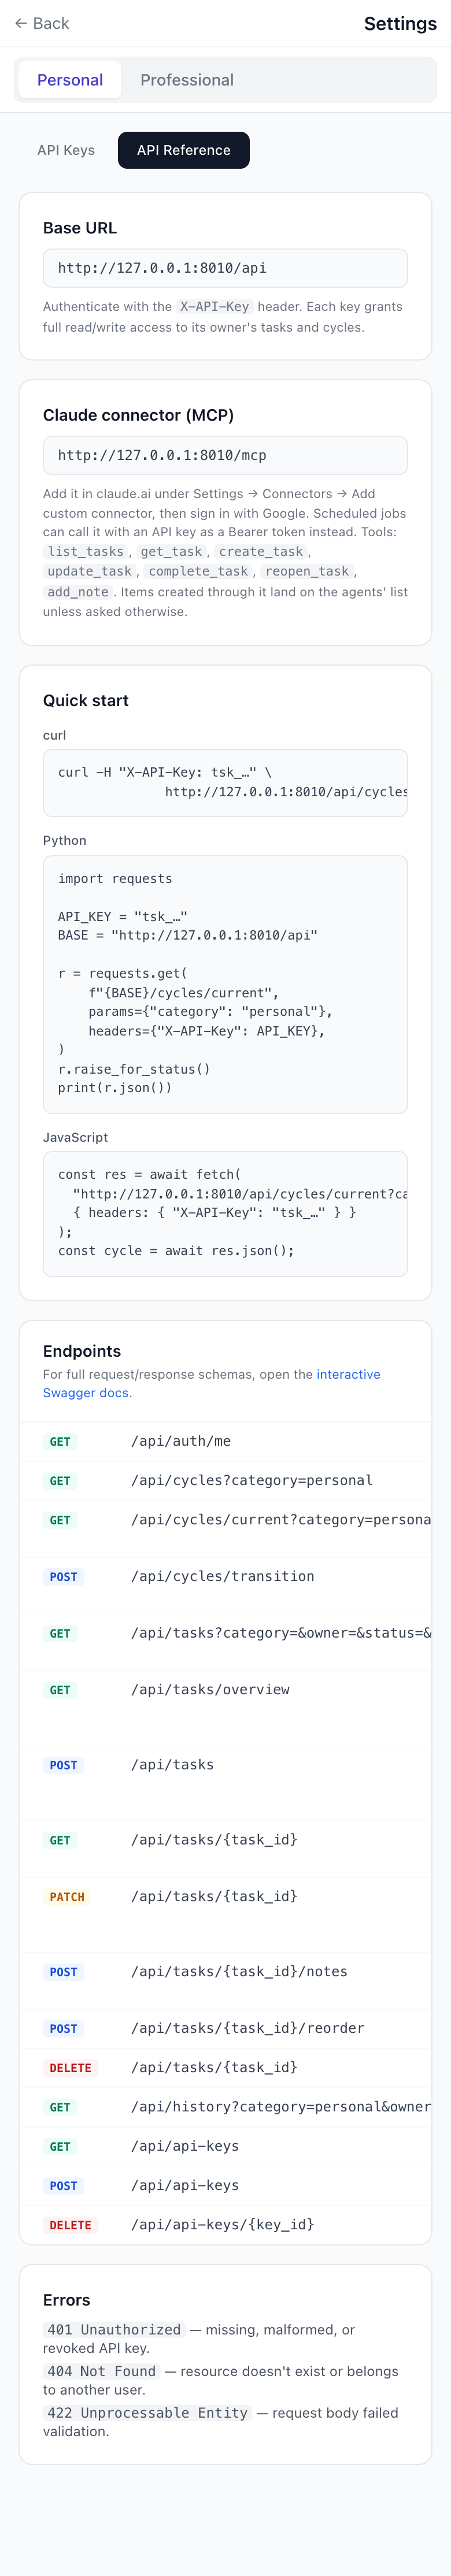 ← Back
Settings
Personal
Professional
API Keys
API Reference
Base URL
http://127.0.0.1:8010/api
Authenticate with the X-API-Key header. Each key grants
full read/write access to its owner's tasks and cycles.
Claude connector (MCP)
http://127.0.0.1:8010/mcp
Add it in claude.ai under Settings → Connectors → Add
custom connector, then sign in with Google. Scheduled jobs
can call it with an API key as a Bearer token instead. Tools:
list_tasks, get_task, create_task,
update_task, complete_task, reopen_task,
add_note. Items created through it land on the agents' list
unless asked otherwise.
Quick start
curl
curl -H "X-API-Key: tsk_…" \
http://127.0.0.1:8010/api/cycles
Python
import requests
API_KEY = "tsk_…"
BASE = "http://127.0.0.1:8010/api"
r = requests.get(
f"{BASE}/cycles/current",
params={"category": "personal"},
headers={"X-API-Key": API_KEY},
)
r.raise_for_status()
print(r.json())
JavaScript
const res = await fetch(
"http://127.0.0.1:8010/api/cycles/current?ca
{ headers: { "X-API-Key": "tsk_…" } }
);
const cycle = await res.json();
Endpoints
For full request/response schemas, open the interactive
Swagger docs.
GET /api/auth/me
GET /api/cycles?category=personal
GET /api/cycles/current?category=persona
POST /api/cycles/transition
GET /api/tasks?category=&owner=&status=&
GET /api/tasks/overview
POST /api/tasks
GET /api/tasks/{task_id}
PATCH /api/tasks/{task_id}
POST /api/tasks/{task_id}/notes
POST /api/tasks/{task_id}/reorder
DELETE /api/tasks/{task_id}
GET /api/history?category=personal&owner
GET /api/api-keys
POST /api/api-keys
DELETE /api/api-keys/{key_id}
Errors
401 Unauthorized — missing, malformed, or
revoked API key.
404 Not Found — resource doesn't exist or belongs
to another user.
422 Unprocessable Entity — request body failed
validation.